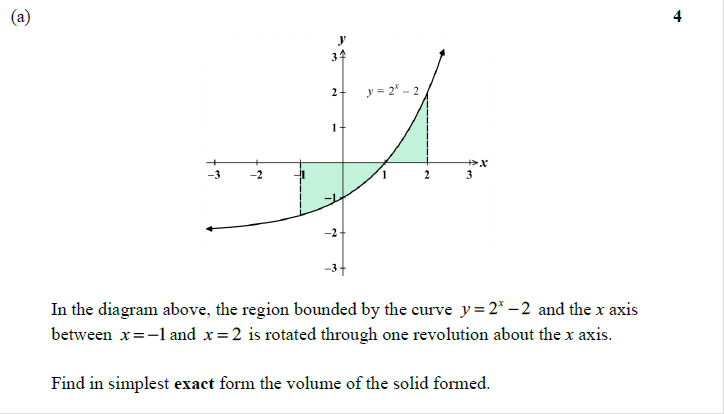 (a) 4
y
3
2 y = 2ˣ – 2
1
–3 –2 –1 1 2 3 x
–1
–2
–3
In the diagram above, the region bounded by the curve y = 2ˣ – 2 and the x axis
between x = –1 and x = 2 is rotated through one revolution about the x axis.
Find in simplest exact form the volume of the solid formed.